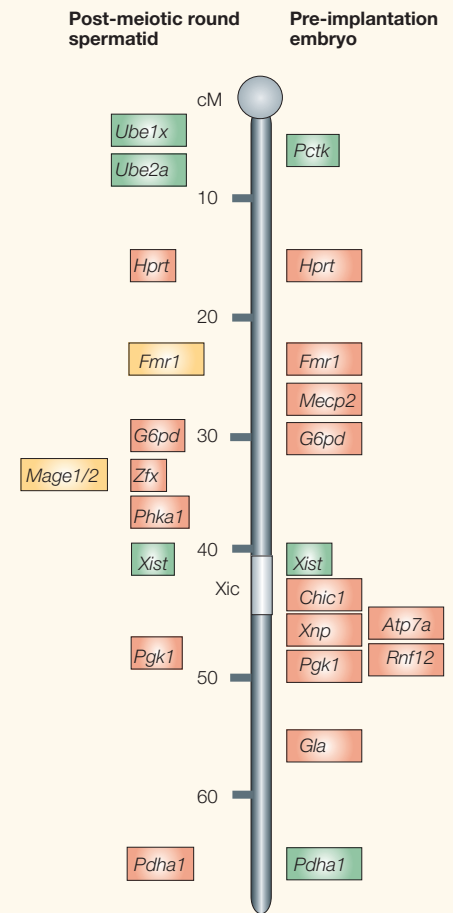 Post-meiotic round
spermatid
Pre-implantation
embryo
cM
Ube1x
Pctk
Ube2a
10
Hprt
Hprt
20
Fmr1
Fmr1
Mecp2
G6pd
30
G6pd
Mage1/2
Zfx
Phka1
40
Xist
Xist
Xic
Chic1
Xnp
Atp7a
Pgk1
Pgk1
Rnf12
50
Gla
60
Pdha1
Pdha1